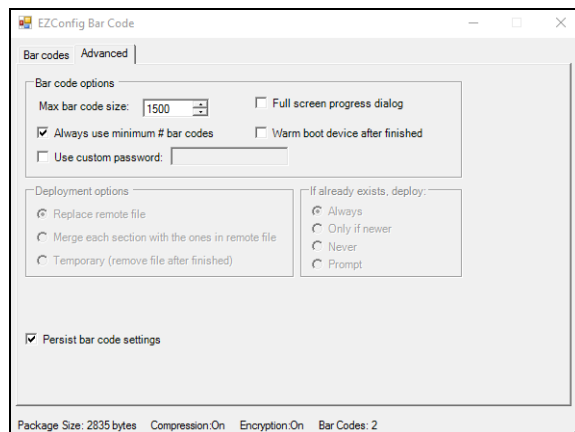 EZConfig Bar Code
Bar codes Advanced
Bar code options
Max bar code size: 1500
Full screen progress dialog
Always use minimum # bar codes
Warm boot device after finished
Use custom password:
Deployment options
Replace remote file
Merge each section with the ones in remote file
Temporary (remove file after finished)
If already exists, deploy:
Always
Only if newer
Never
Prompt
Persist bar code settings
Package Size: 2835 bytes Compression:On Encryption:On Bar Codes: 2